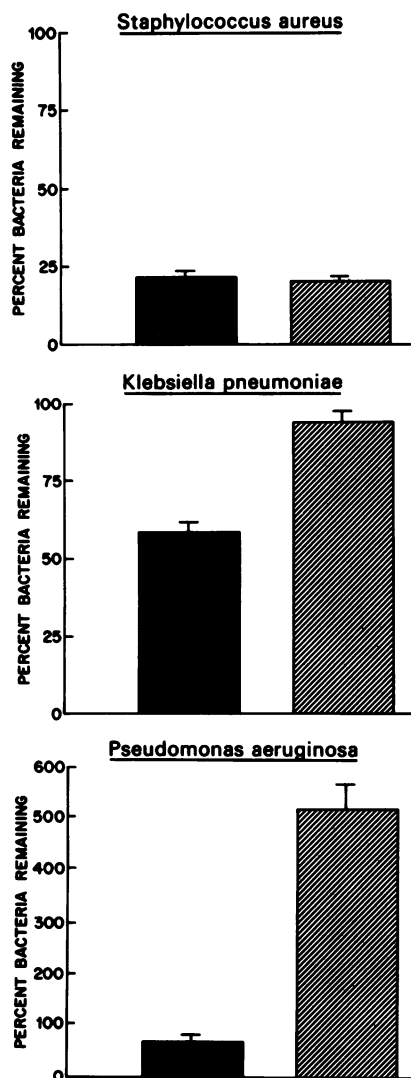 Staphylococcus aureus
PERCENT BACTERIA REMAINING
100
75
50
25
0
Klebsiella pneumoniae
PERCENT BACTERIA REMAINING
100
75
50
25
0
Pseudomonas aeruginosa
PERCENT BACTERIA REMAINING
600
500
400
300
200
100
0